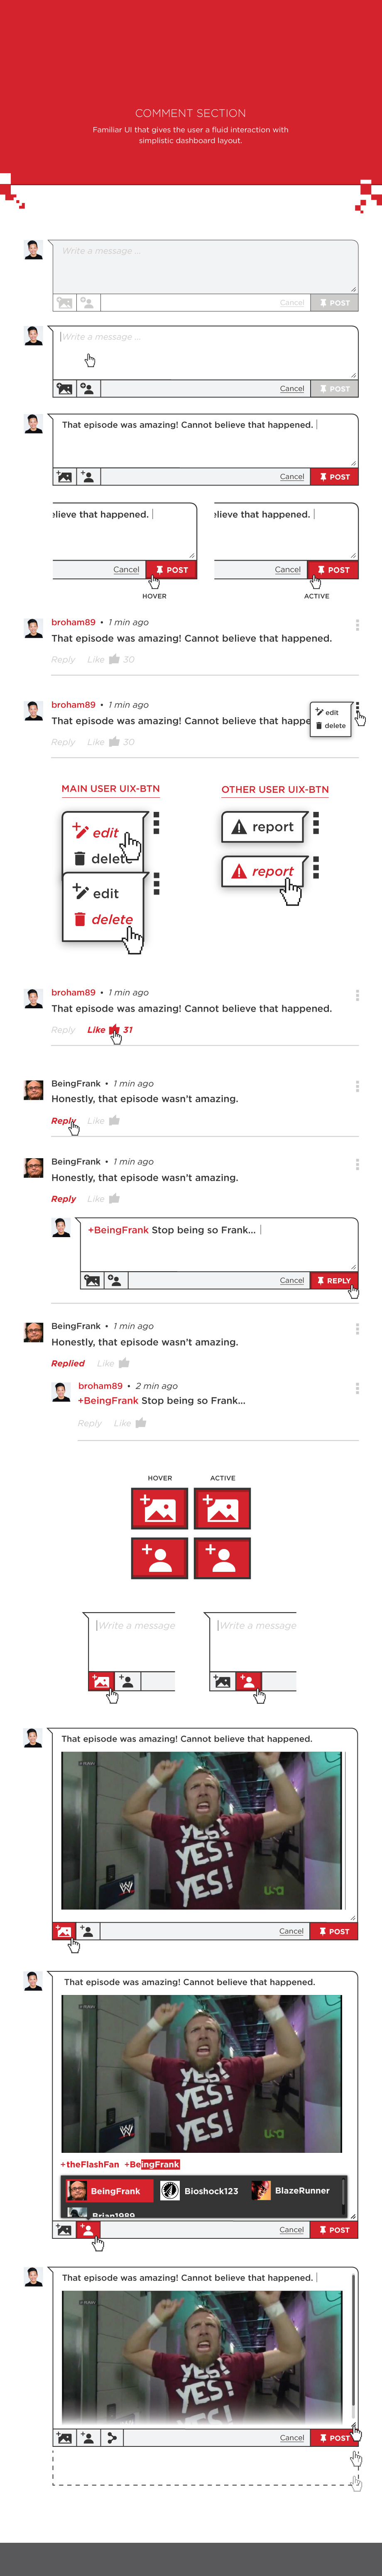 COMMENT SECTION
Familiar UI that gives the user a fluid interaction with
simplistic dashboard layout.
Write a message ...
Cancel POST
Write a message ...
Cancel POST
That episode was amazing! Cannot believe that happened.
Cancel POST
lieve that happened. lieve that happened.
Cancel POST Cancel POST
HOVER ACTIVE
broham89 • 1 min ago
That episode was amazing! Cannot believe that happened.
Reply Like 30
broham89 • 1 min ago
edit
That episode was amazing! Cannot believe that happe
delete
Reply Like 30
MAIN USER UIX-BTN OTHER USER UIX-BTN
edit report
delete
edit report
delete
broham89 • 1 min ago
That episode was amazing! Cannot believe that happened.
Reply Like 31
BeingFrank • 1 min ago
Honestly, that episode wasn't amazing.
Reply Like
BeingFrank • 1 min ago
Honestly, that episode wasn't amazing.
Reply Like
+BeingFrank Stop being so Frank...
Cancel REPLY
BeingFrank • 1 min ago
Honestly, that episode wasn't amazing.
Replied Like
broham89 • 2 min ago
+BeingFrank Stop being so Frank...
Reply Like
HOVER ACTIVE
Write a message Write a message
That episode was amazing! Cannot believe that happened.
YES!
YES!
YES!
W usa
Cancel POST
That episode was amazing! Cannot believe that happened.
YES!
YES!
YES!
W usa
+theFlashFan +BeingFrank
BeingFrank Bioshock123 BlazeRunner
Brian1989
Cancel POST
That episode was amazing! Cannot believe that happened.
YES!
YES!
Cancel POST